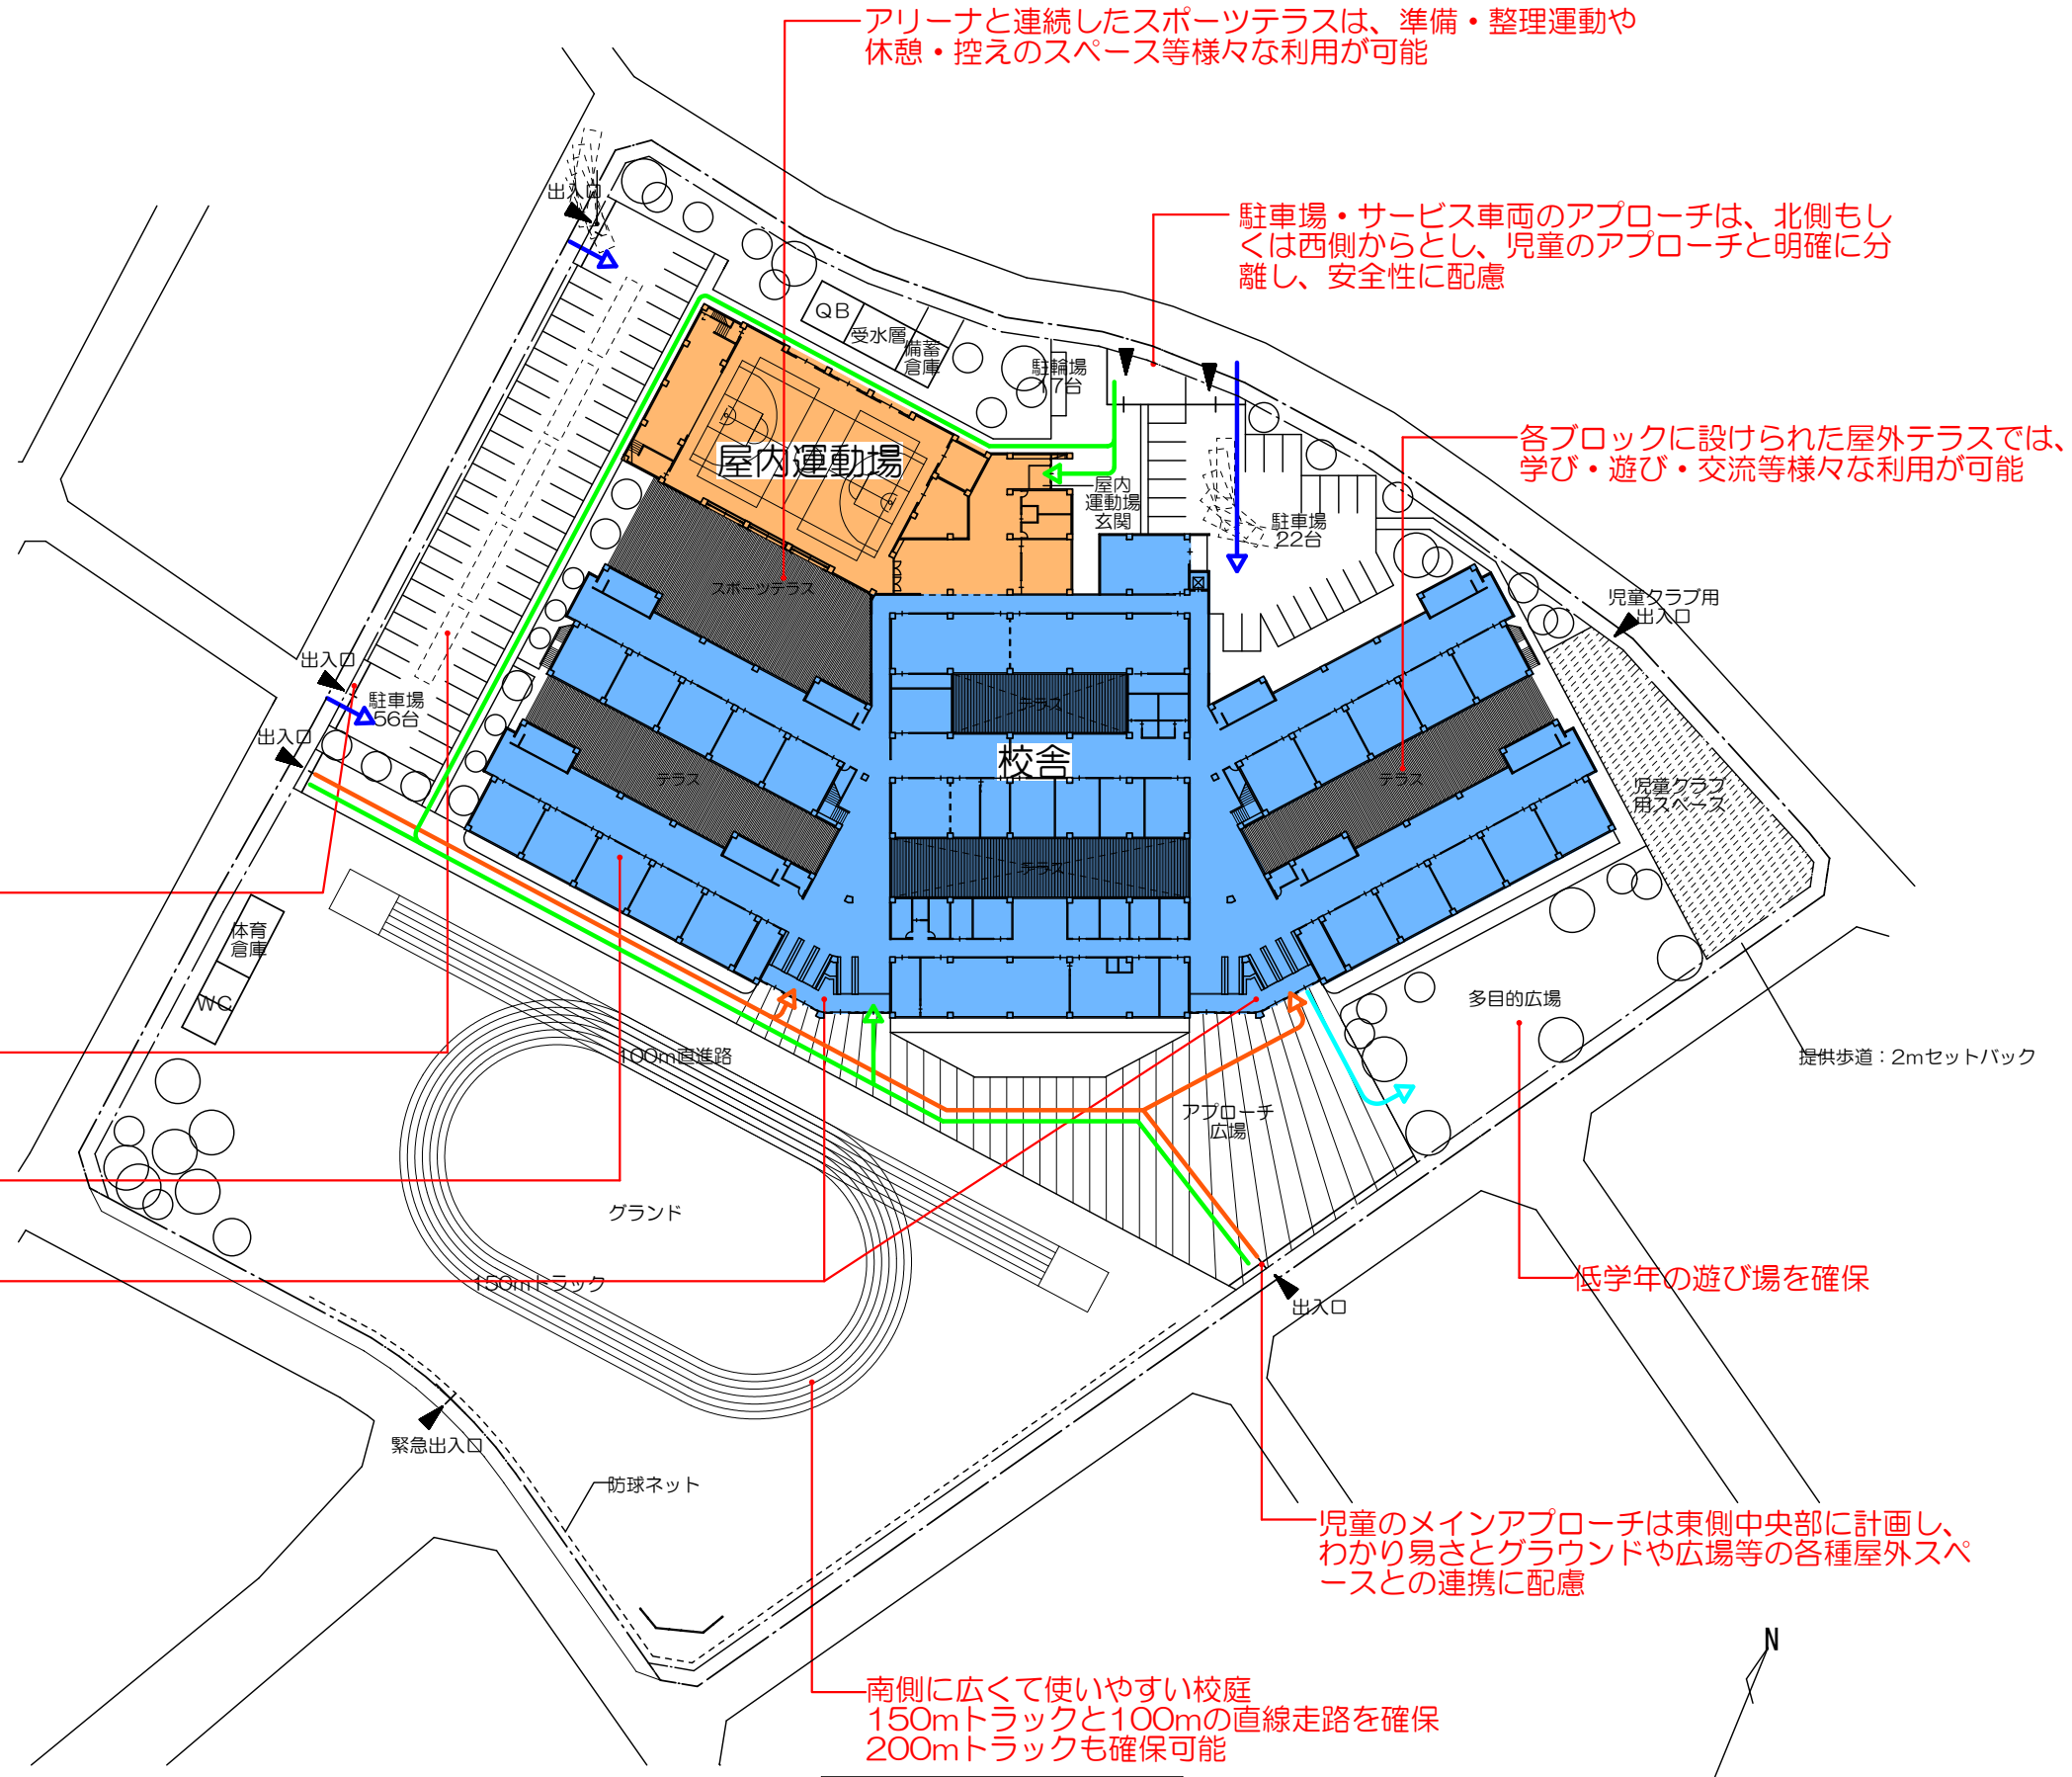 アリーナと連続したスポーツテラスは、準備・整理運動や
休憩・控えのスペース等様々な利用が可能
出入口
駐車場・サービス車両のアプローチは、北側もし
くは西側からとし、児童のアプローチと明確に分
離し、安全性に配慮
QB
受水層
備蓄
倉庫
駐輪場
17台
各ブロックに設けられた屋外テラスでは、
学び・遊び・交流等様々な利用が可能
屋内運動場
屋内
運動場
玄関
駐車場
22台
スポーツテラス
児童クラブ用
出入口
出入口
駐車場
56台
テラス
出入口
校舎
テラス
テラス
児童クラブ
用スペース
テラス
体育
倉庫
WC
多目的広場
100m直進路
提供歩道：2mセットバック
アプローチ
広場
グランド
150mトラック
低学年の遊び場を確保
出入口
緊急出入口
防球ネット
児童のメインアプローチは東側中央部に計画し、
わかり易さとグラウンドや広場等の各種屋外スペ
ースとの連携に配慮
N
南側に広くて使いやすい校庭
150mトラックと100mの直線走路を確保
200mトラックも確保可能